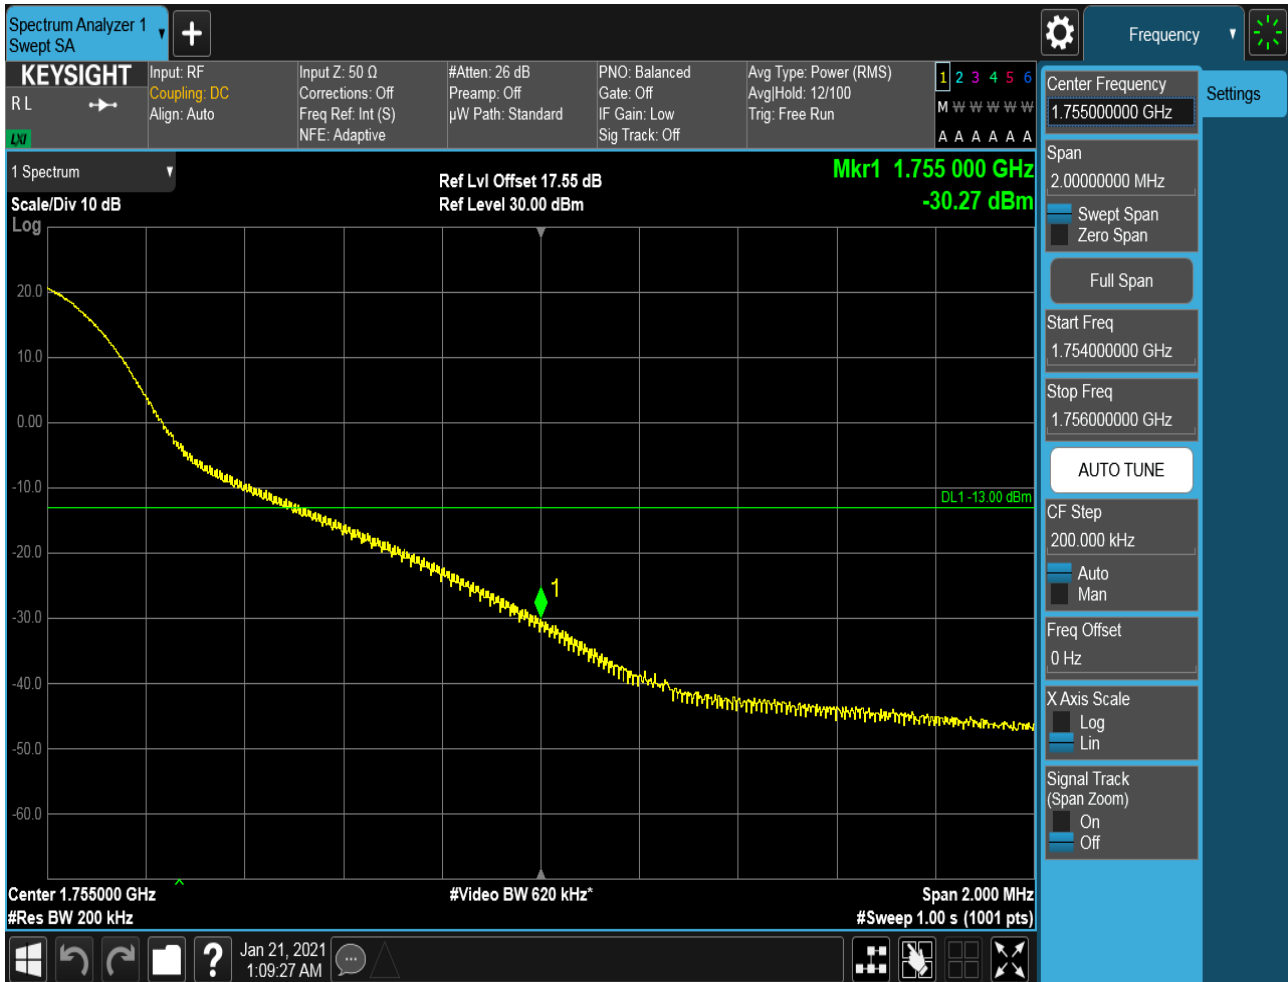 Spectrum Analyzer 1
Swept SA
Frequency
KEYSIGHT
R L
LXI
Input: RF
Coupling: DC
Align: Auto
Input Z: 50 Ω
Corrections: Off
Freq Ref: Int (S)
NFE: Adaptive
#Atten: 26 dB
Preamp: Off
µW Path: Standard
PNO: Balanced
Gate: Off
IF Gain: Low
Sig Track: Off
Avg Type: Power (RMS)
Avg|Hold: 12/100
Trig: Free Run
1 2 3 4 5 6
M W W W W W
A A A A A A
1 Spectrum
Scale/Div 10 dB
Log
Ref Lvl Offset 17.55 dB
Ref Level 30.00 dBm
Mkr1 1.755 000 GHz
-30.27 dBm
20.0
10.0
0.00
-10.0
DL1 -13.00 dBm
-20.0
1
-30.0
-40.0
-50.0
-60.0
Center 1.755000 GHz
#Res BW 200 kHz
#Video BW 620 kHz*
Span 2.000 MHz
#Sweep 1.00 s (1001 pts)
?
Jan 21, 2021
1:09:27 AM
Center Frequency
1.755000000 GHz
Settings
Span
2.00000000 MHz
Swept Span
Zero Span
Full Span
Start Freq
1.754000000 GHz
Stop Freq
1.756000000 GHz
AUTO TUNE
CF Step
200.000 kHz
Auto
Man
Freq Offset
0 Hz
X Axis Scale
Log
Lin
Signal Track
(Span Zoom)
On
Off